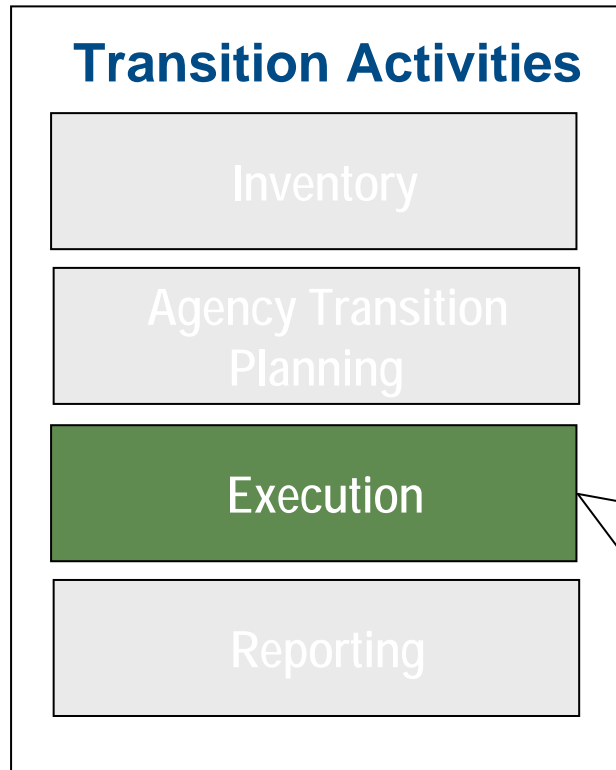 Transition Activities
Inventory
Agency Transition
Planning
Execution
Reporting